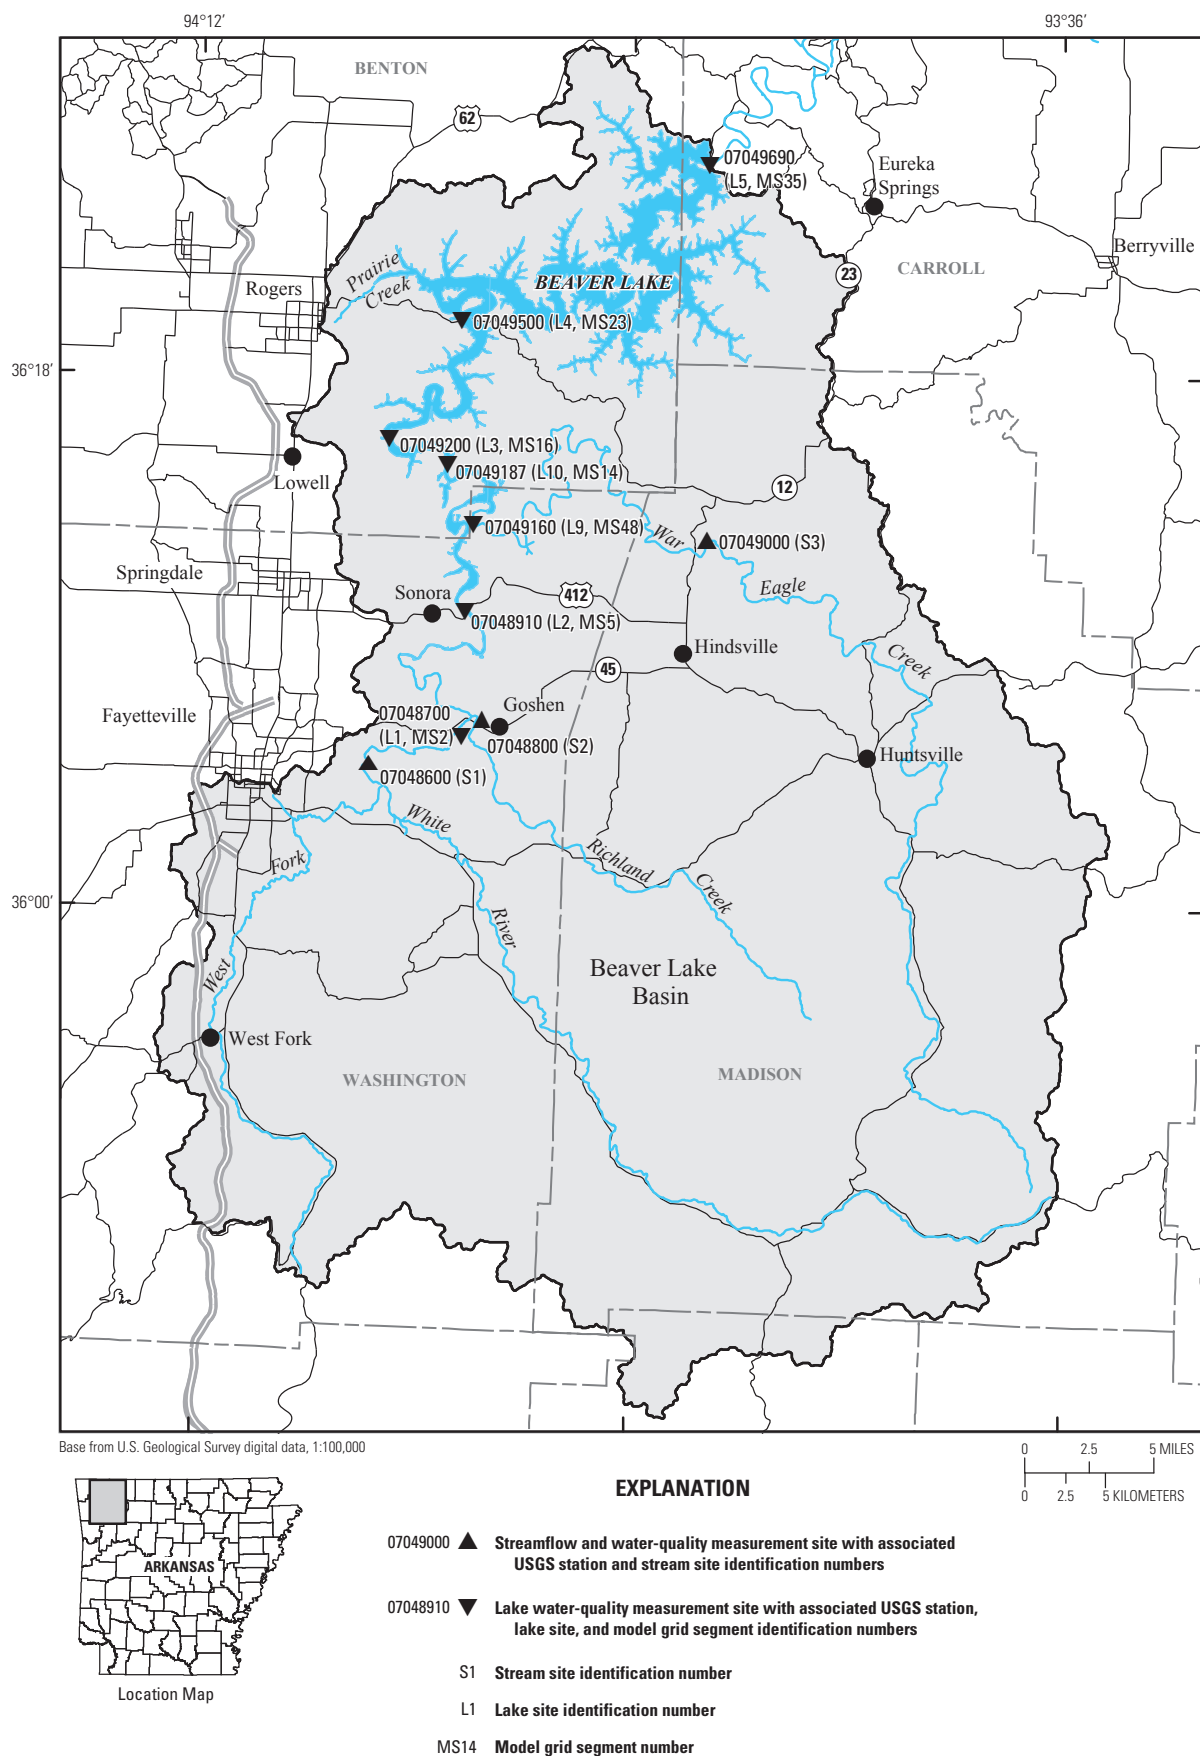 94°12'
93°36'
BENTON
62
07049690
(L5, MS35)
Eureka
Springs
Berryville
23
CARROLL
Prairie
Creek
BEAVER LAKE
Rogers
07049500 (L4, MS23)
36°18'
07049200 (L3, MS16)
Lowell
07049187 (L10, MS14)
12
07049160 (L9, MS48)
War
07049000 (S3)
Springdale
Eagle
Sonora
412
07048910 (L2, MS5)
Hindsville
Creek
45
Fayetteville
07048700
(L1, MS2)
Goshen
07048800 (S2)
Huntsville
07048600 (S1)
White
Fork
Richland
Creek
36°00'
River
West
Beaver Lake
Basin
West Fork
WASHINGTON
MADISON
Base from U.S. Geological Survey digital data, 1:100,000
0 2.5 5 MILES
0 2.5 5 KILOMETERS
ARKANSAS
Location Map
EXPLANATION
07049000 Streamflow and water-quality measurement site with associated
USGS station and stream site identification numbers
07048910 Lake water-quality measurement site with associated USGS station,
lake site, and model grid segment identification numbers
S1 Stream site identification number
L1 Lake site identification number
MS14 Model grid segment number